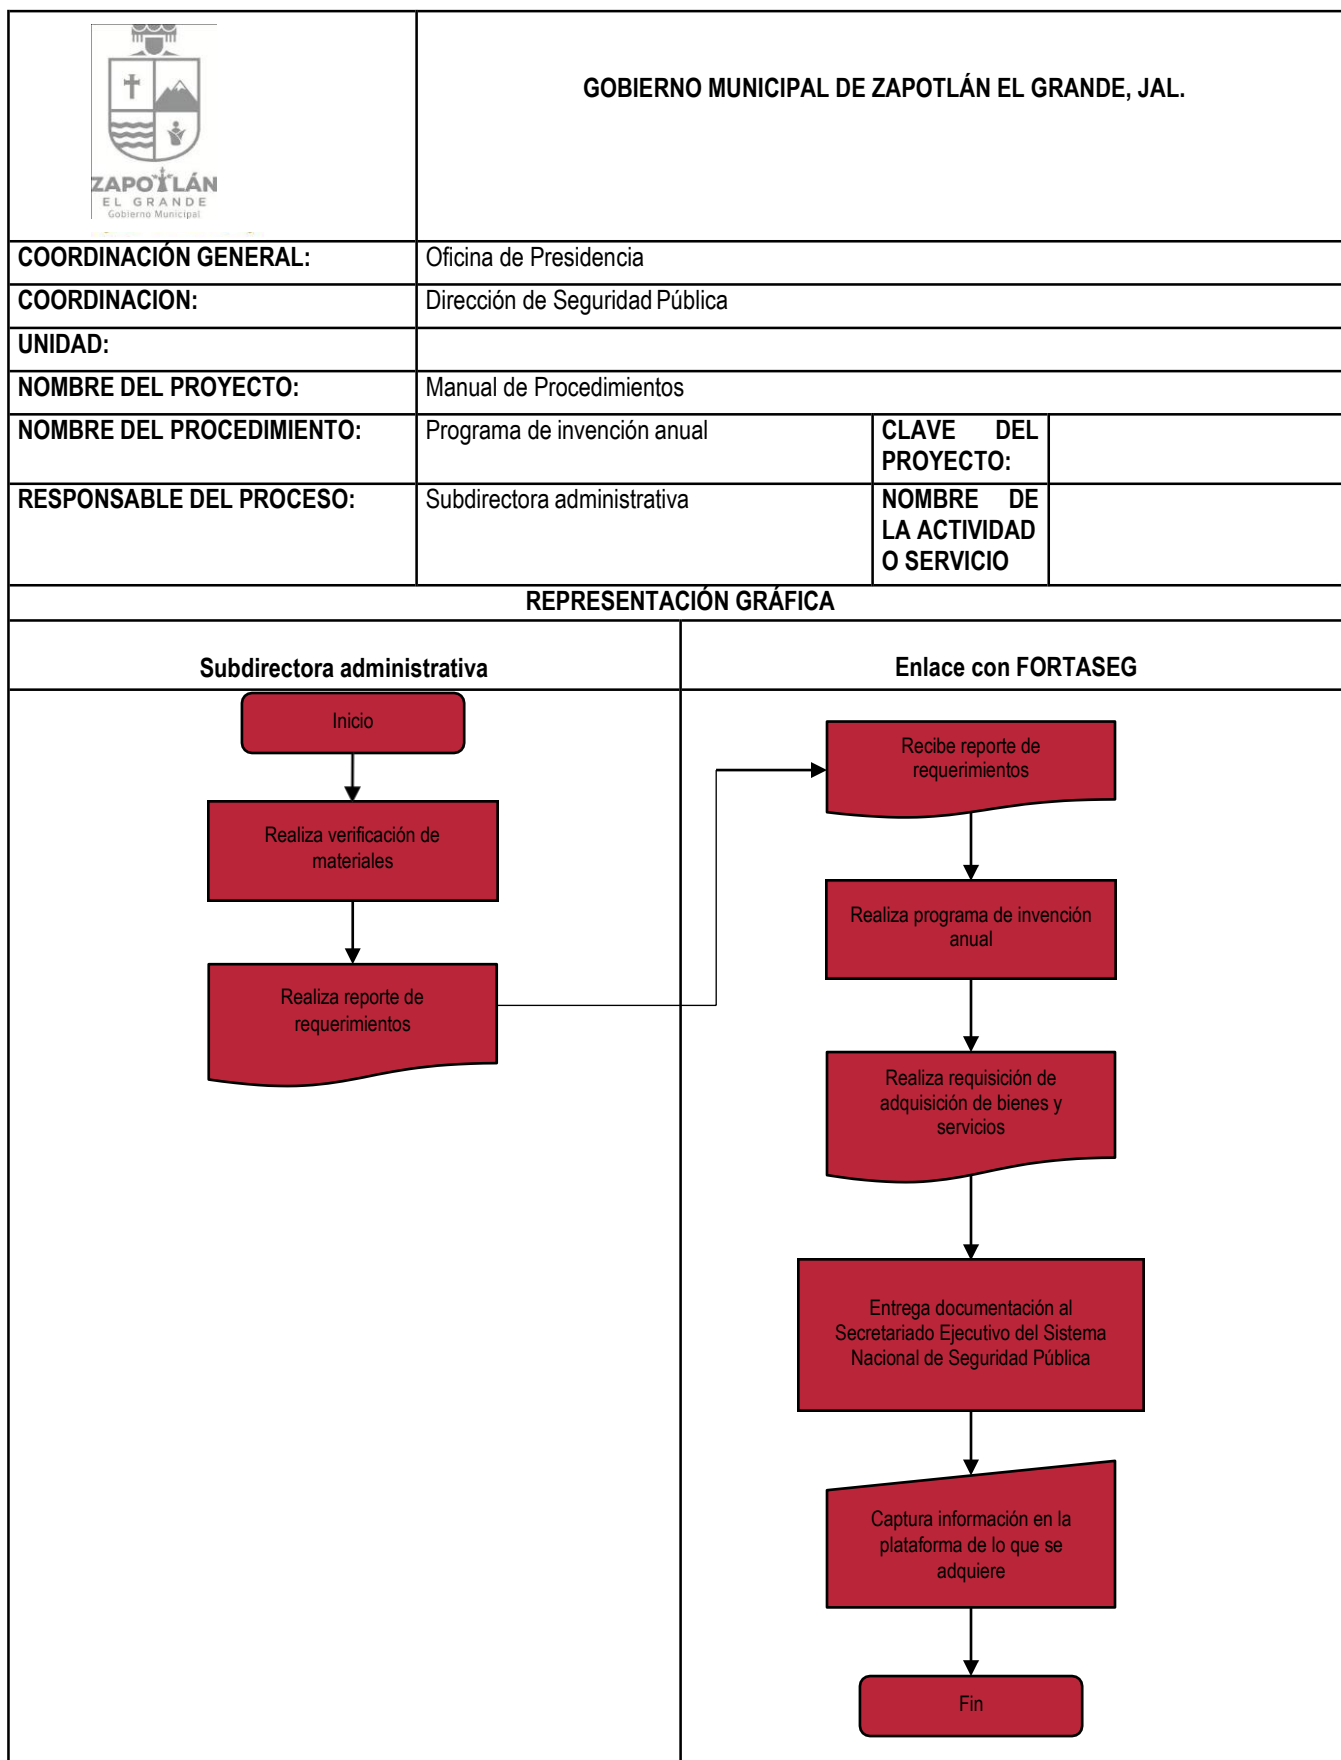 ZAPOTLÁN
EL GRANDE
Gobierno Municipal
GOBIERNO MUNICIPAL DE ZAPOTLÁN EL GRANDE, JAL.
COORDINACIÓN GENERAL:
Oficina de Presidencia
COORDINACION:
Dirección de Seguridad Pública
UNIDAD:
NOMBRE DEL PROYECTO:
Manual de Procedimientos
NOMBRE DEL PROCEDIMIENTO:
Programa de invención anual
CLAVE DEL
PROYECTO:
RESPONSABLE DEL PROCESO:
Subdirectora administrativa
NOMBRE DE
LA ACTIVIDAD
O SERVICIO
REPRESENTACIÓN GRÁFICA
Subdirectora administrativa
Enlace con FORTASEG
Inicio
Realiza verificación de
materiales
Realiza reporte de
requerimientos
Recibe reporte de
requerimientos
Realiza programa de invención
anual
Realiza requisición de
adquisición de bienes y
servicios
Entrega documentación al
Secretariado Ejecutivo del Sistema
Nacional de Seguridad Pública
Captura información en la
plataforma de lo que se
adquiere
Fin